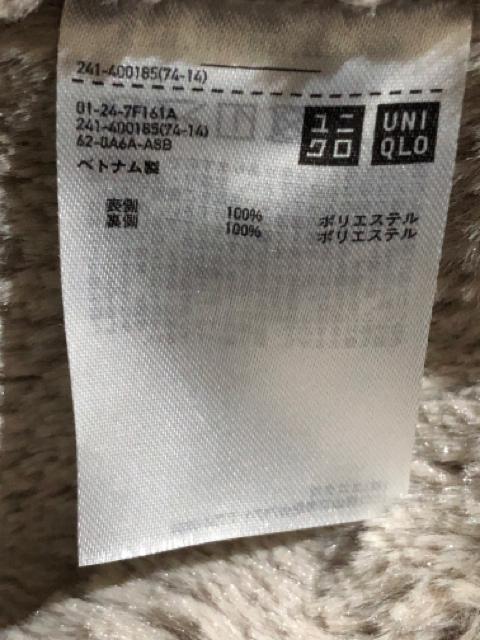 241-400185(74-14)
01-24-7F161A
241-400185(74-14)
62-0A6A-A8B
ベトナム製
ユニクロ
UNIQLO
表側 100% ポリエステル
裏側 100% ポリエステル